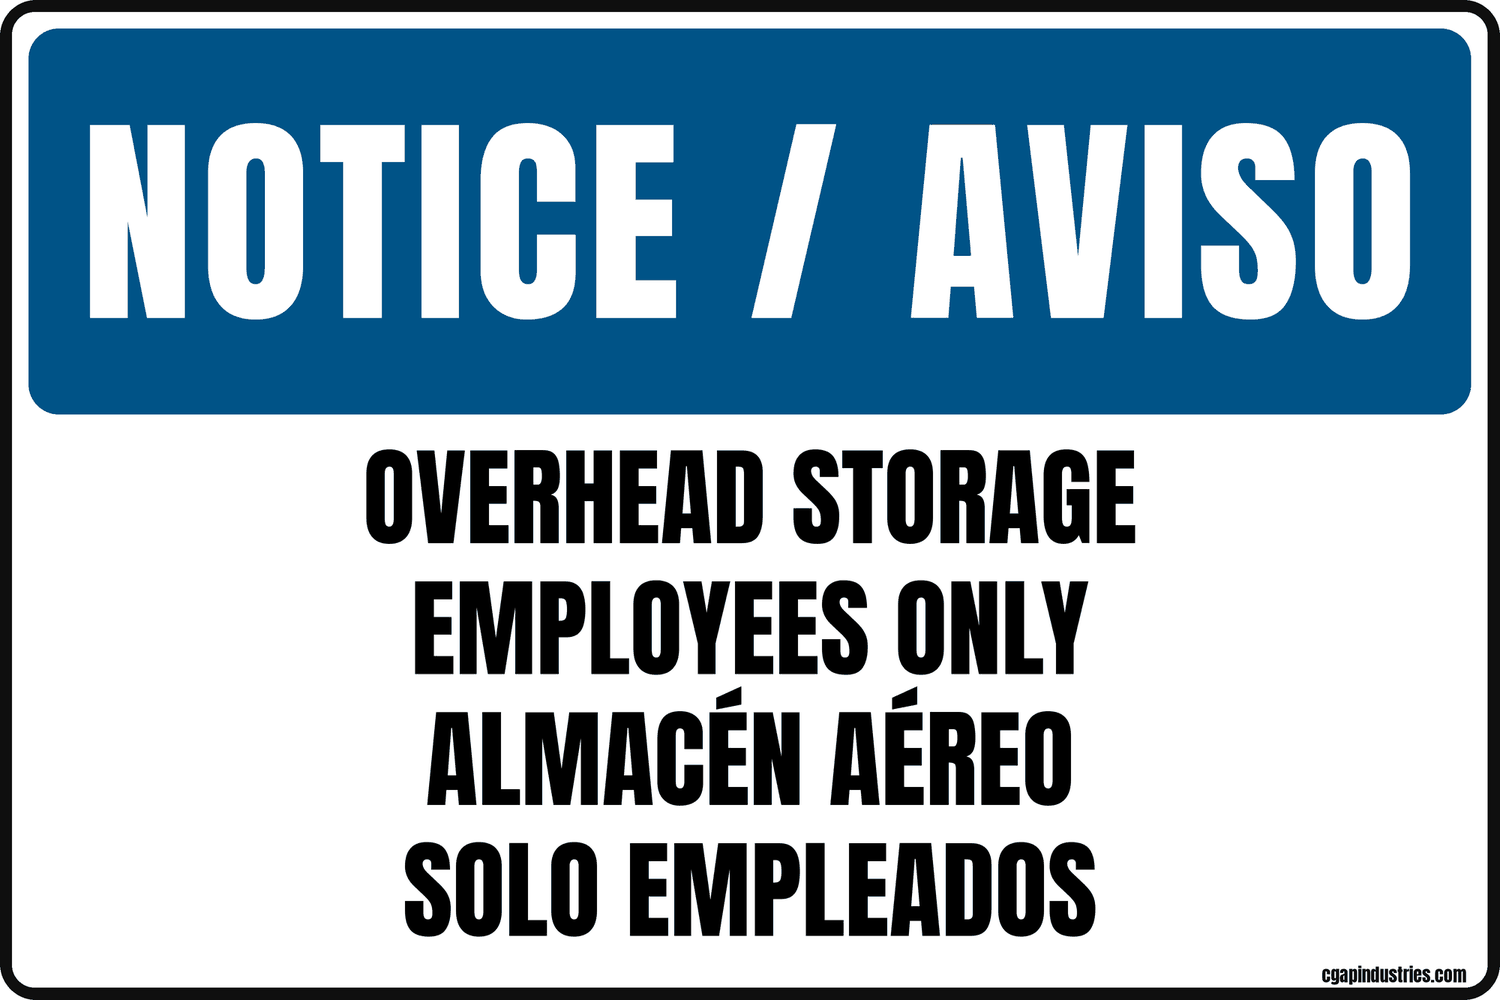 NOTICE / AVISO
OVERHEAD STORAGE
EMPLOYEES ONLY
ALMACÉN AÉREO
SOLO EMPLEADOS
cgapindustries.com